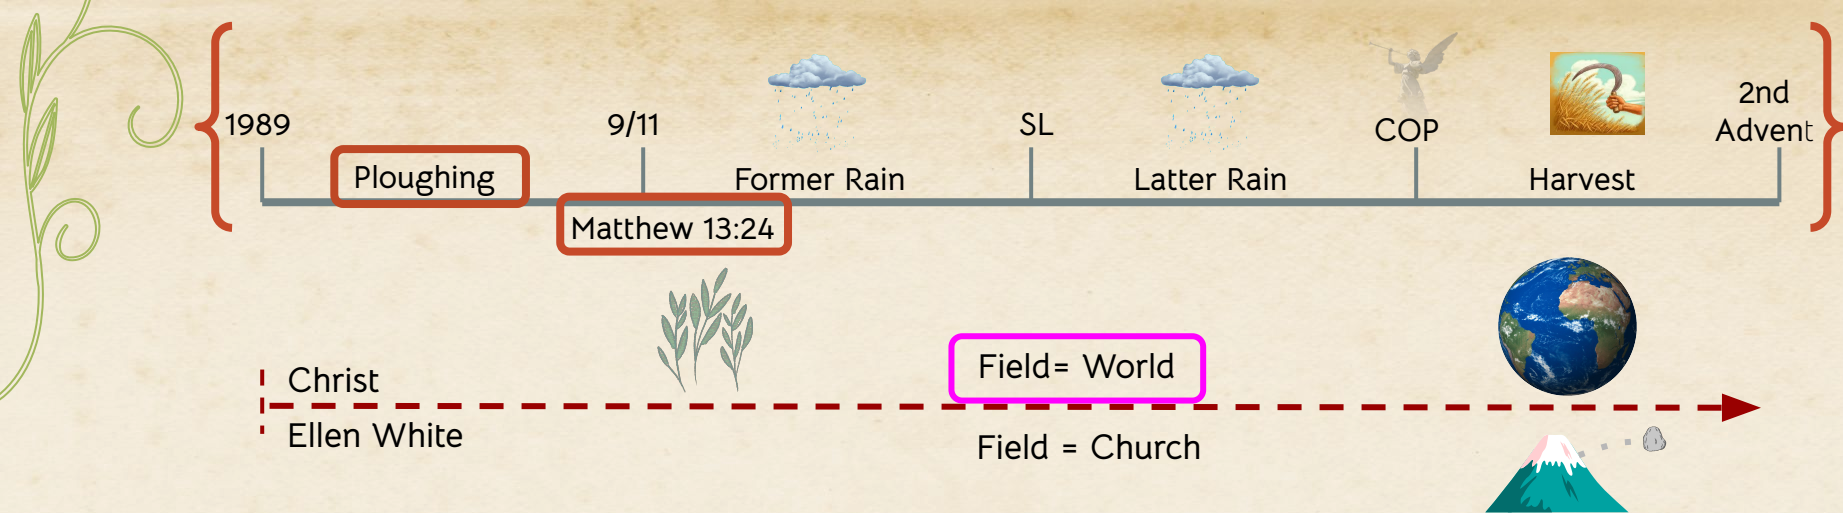 1989
9/11
SL
COP
2nd
Advent
Ploughing
Former Rain
Latter Rain
Harvest
Matthew 13:24
Christ
Field= World
Ellen White
Field = Church